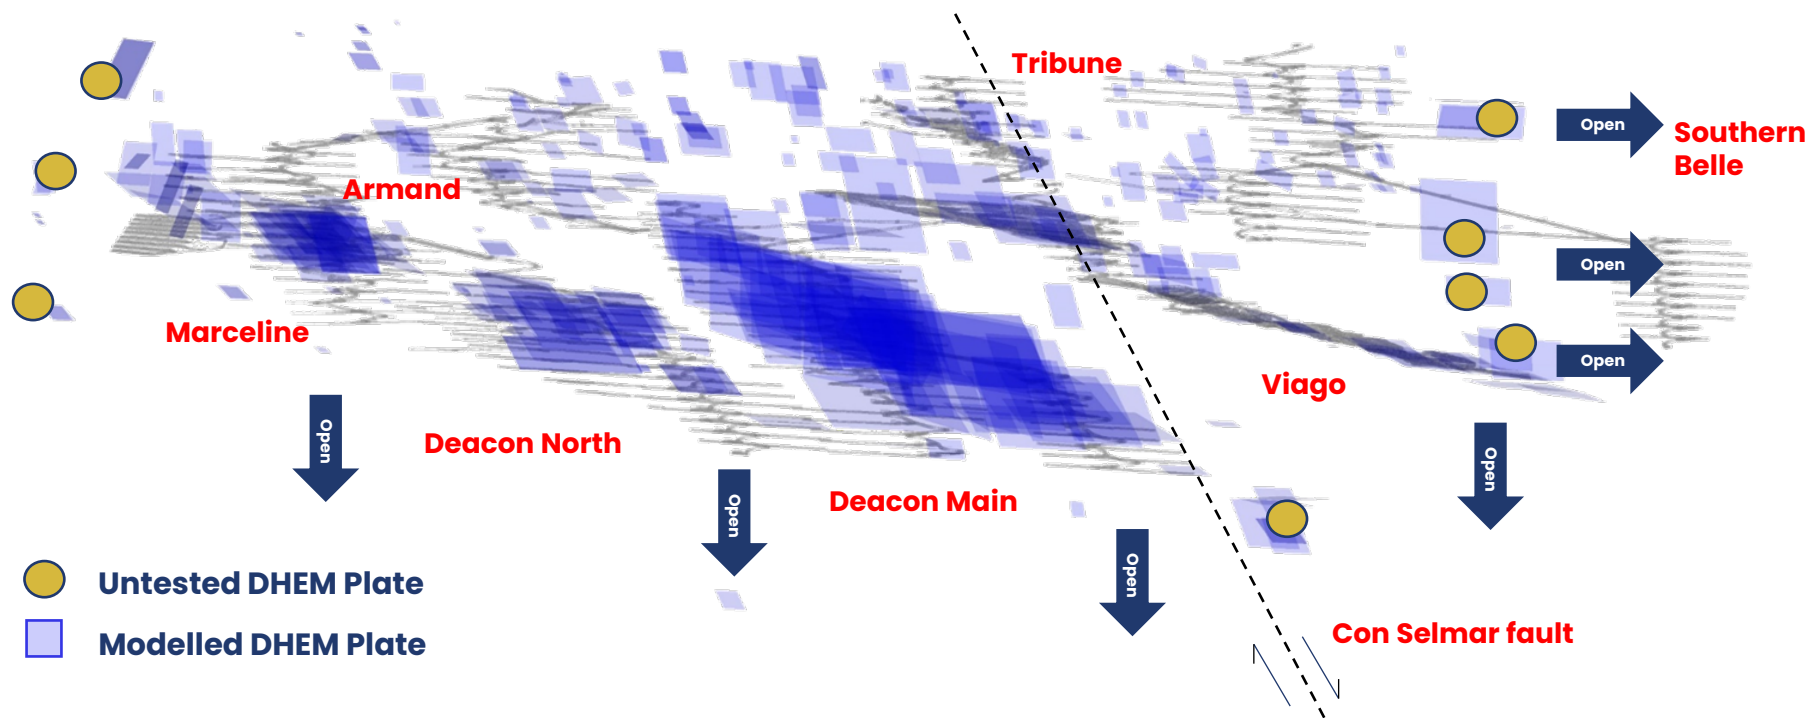 Tribune
Open
Southern
Belle
Armand
Open
Marceline
Open
Viago
Open
Deacon North
Open
Deacon Main
Open
Open
Untested DHEM Plate
Con Selmar fault
Modelled DHEM Plate